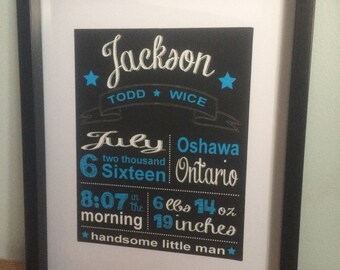 Jackson
TODD ★ WICE
July
6 two thousand
Sixteen
Oshawa
Ontario
8:07 in the
morning
6 lbs 14 oz
19 inches
★ handsome little man ★